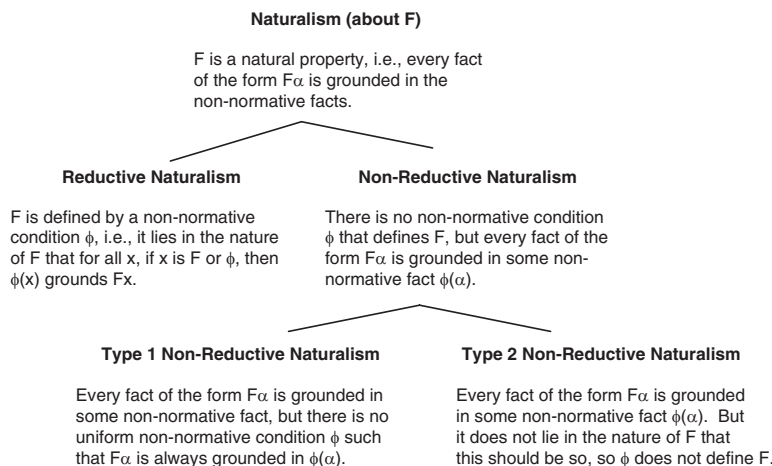 Naturalism (about F)
F is a natural property, i.e., every fact
of the form Fα is grounded in the
non-normative facts.
Reductive Naturalism
F is defined by a non-normative
condition ϕ, i.e., it lies in the nature
of F that for all x, if x is F or ϕ, then
ϕ(x) grounds Fx.
Non-Reductive Naturalism
There is no non-normative condition
ϕ that defines F, but every fact of the
form Fα is grounded in some non-
normative fact ϕ(α).
Type 1 Non-Reductive Naturalism
Every fact of the form Fα is grounded in
some non-normative fact, but there is no
uniform non-normative condition ϕ such
that Fα is always grounded in ϕ(α).
Type 2 Non-Reductive Naturalism
Every fact of the form Fα is grounded
in some non-normative fact ϕ(α).  But
it does not lie in the nature of F that
this should be so, so ϕ does not define F.